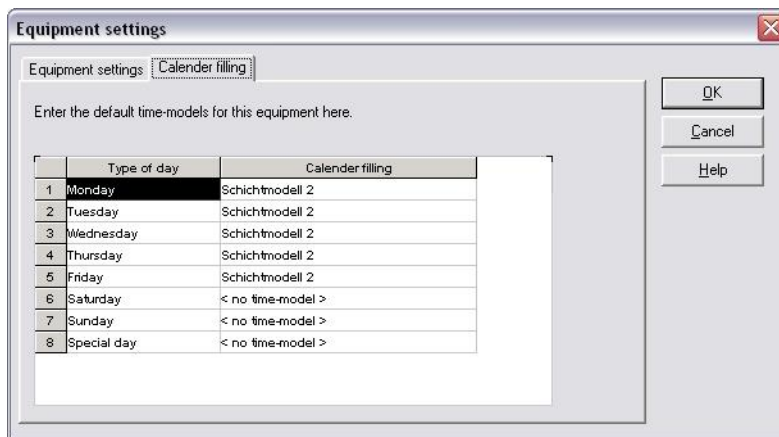 Equipment settings
Equipment settings Calender filling
Enter the default time-models for this equipment here.
Type of day Calender filling
1 Monday Schichtmodell 2
2 Tuesday Schichtmodell 2
3 Wednesday Schichtmodell 2
4 Thursday Schichtmodell 2
5 Friday Schichtmodell 2
6 Saturday < no time-model >
7 Sunday < no time-model >
8 Special day < no time-model >
OK
Cancel
Help